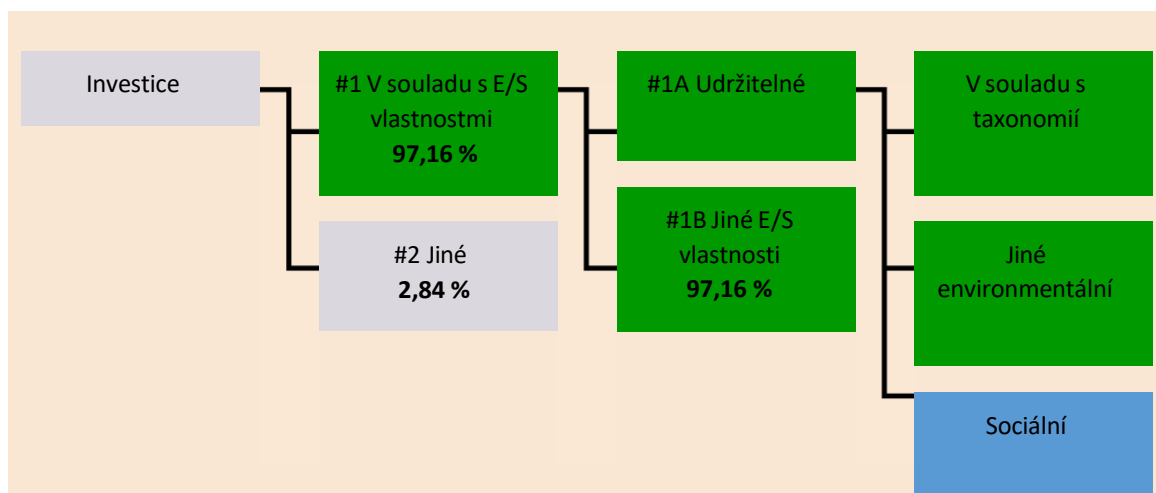 Investice
#1 V souladu s E/S
vlastnostmi
97,16 %
#2 Jiné
2,84 %
#1A Udržitelné
#1B Jiné E/S
vlastnosti
97,16 %
V souladu s
taxonomií
Jiné
environmentální
Sociální